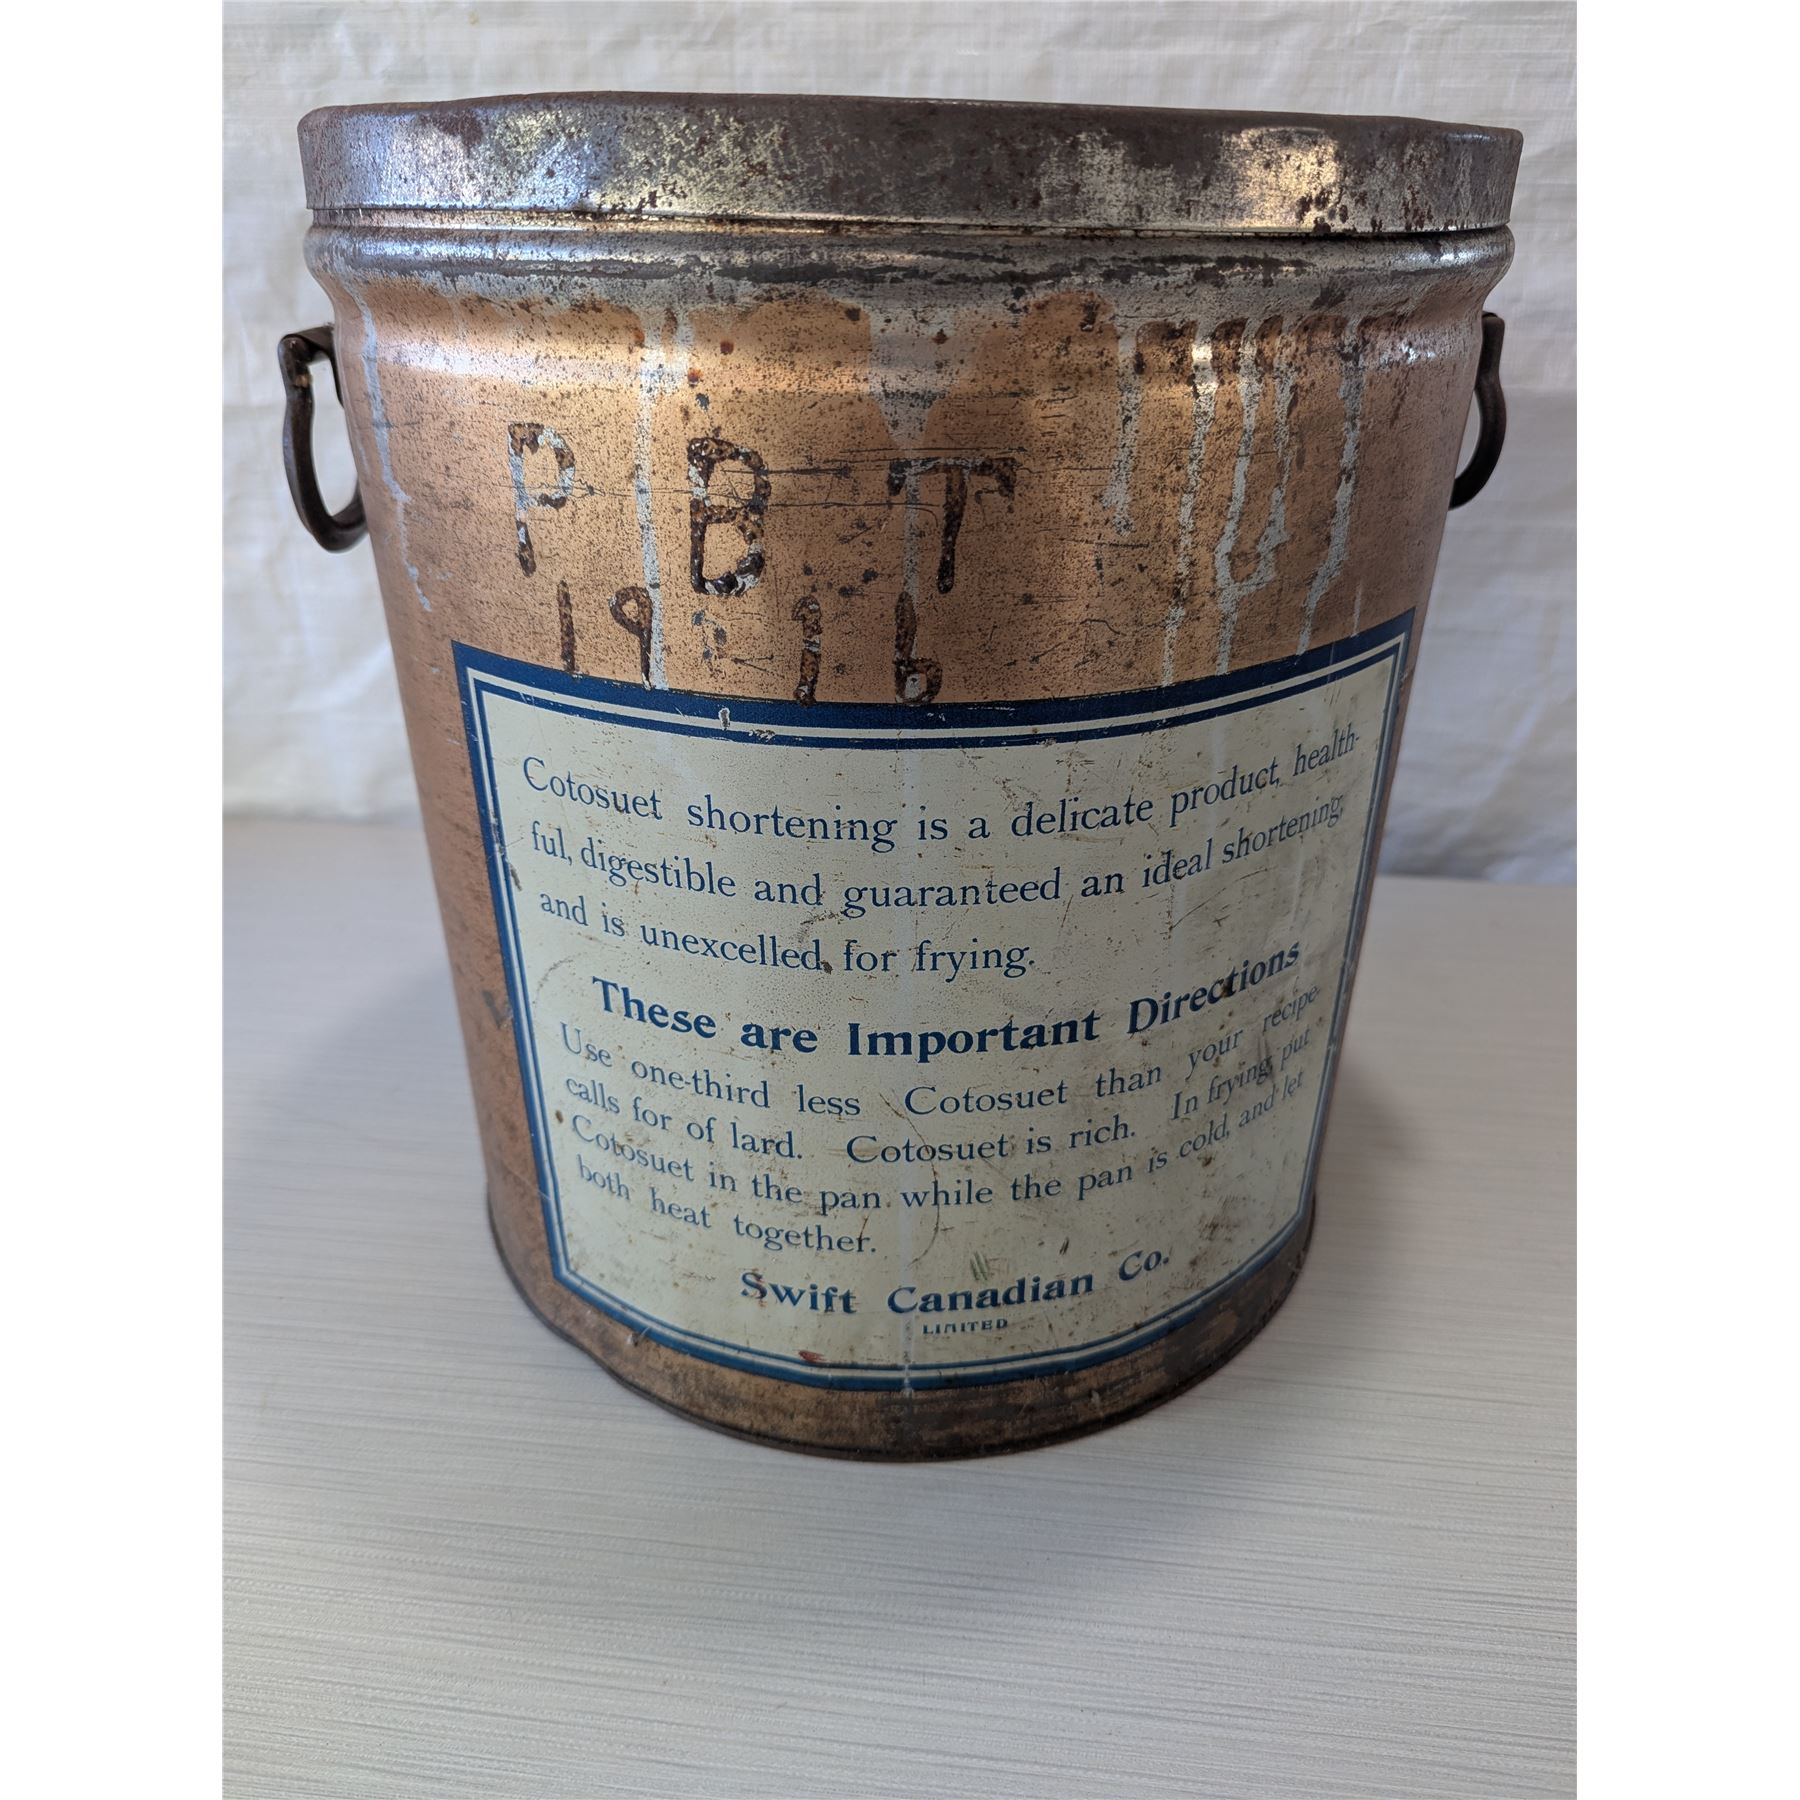 P B T
1916
Cotosuet shortening is a delicate product, health-
ful, digestible and guaranteed an ideal shortening,
and is unexcelled for frying.
These are Important Directions
Use one-third less Cotosuet than your recipe
calls for of lard. Cotosuet is rich. In frying, put
Cotosuet in the pan while the pan is cold, and let
both heat together.
Swift Canadian Co.
LIMITED